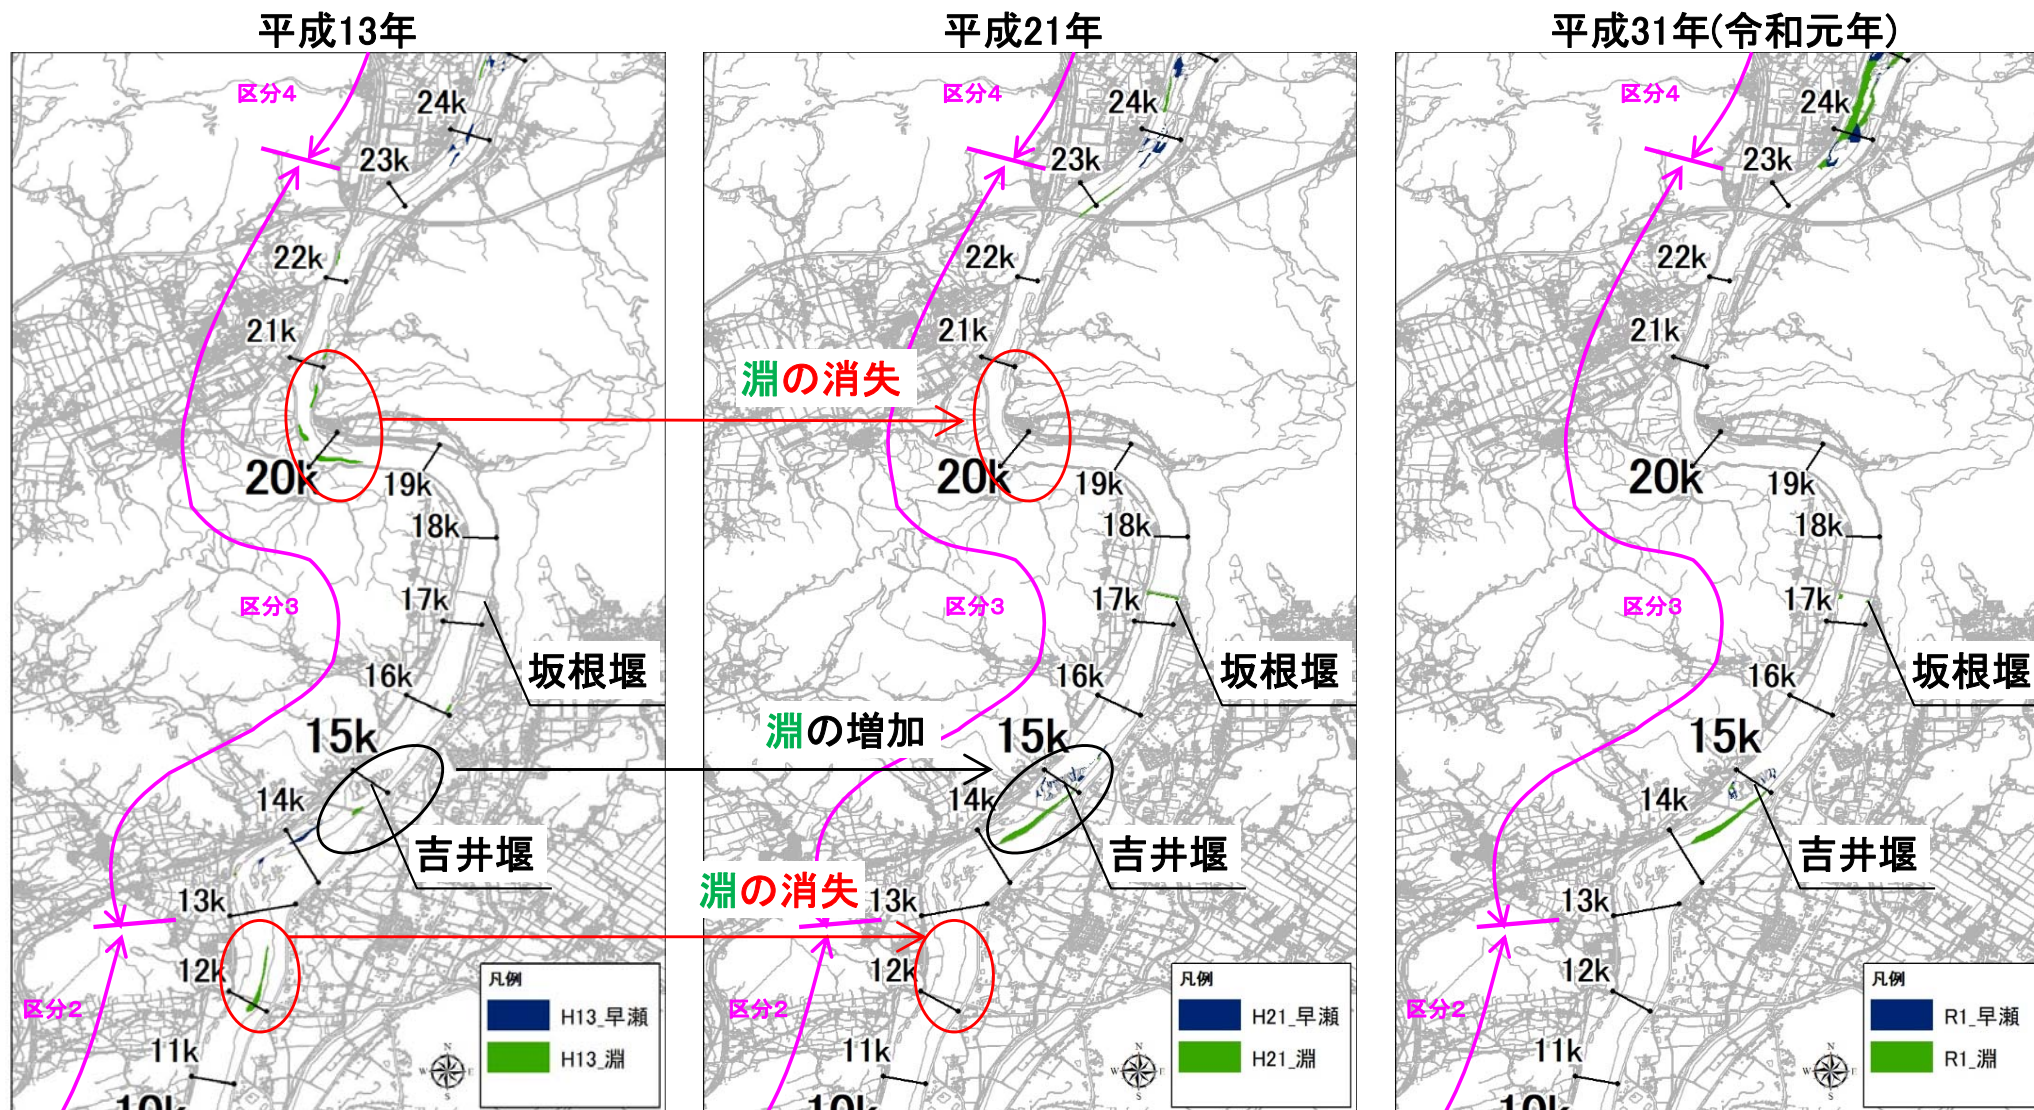 平成13年
区分4
24k
23k
22k
21k
20k
19k
18k
17k
区分3
坂根堰
16k
15k
14k
吉井堰
13k
12k
区分2
11k
10k
凡例
H13_早瀬
H13_淵
N
W
E
S
平成21年
区分4
24k
23k
22k
21k
淵の消失
20k
19k
18k
17k
区分3
坂根堰
16k
淵の増加
15k
14k
吉井堰
淵の消失
13k
12k
区分2
11k
10k
凡例
H21_早瀬
H21_淵
N
W
E
S
平成31年(令和元年)
区分4
24k
23k
22k
21k
20k
19k
18k
17k
区分3
坂根堰
16k
15k
14k
吉井堰
13k
12k
区分2
11k
10k
凡例
R1_早瀬
R1_淵
N
W
E
S